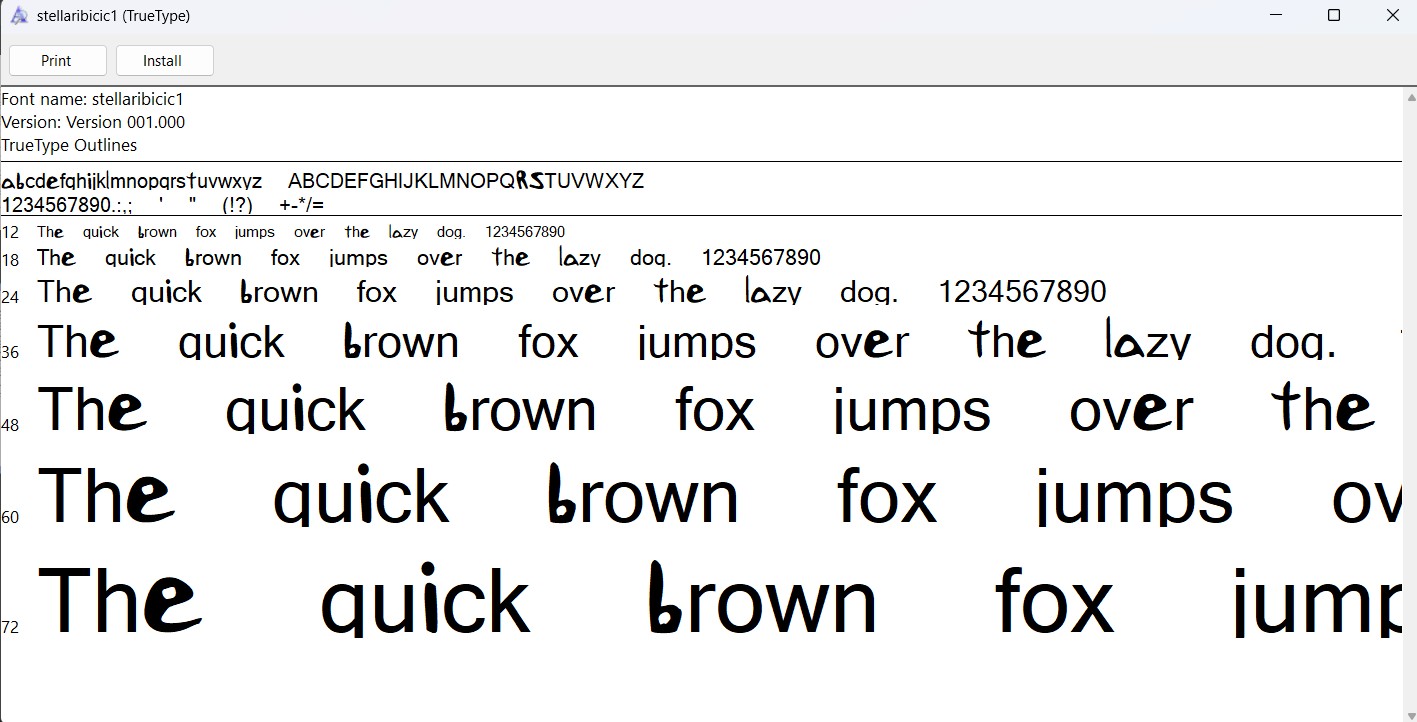 stellaribicic1 (TrueType)
Print Install
Font name: stellaribicic1
Version: Version 001.000
TrueType Outlines
abcdefghijklmnopqrstuvwxyz ABCDEFGHIJKLMNOPQRSTUVWXYZ
1234567890.:,; ' " (!?) +-*/=
12 The quick brown fox jumps over the lazy dog. 1234567890
18 The quick brown fox jumps over the lazy dog. 1234567890
24 The quick brown fox jumps over the lazy dog. 1234567890
36 The quick brown fox jumps over the lazy dog.
48 The quick brown fox jumps over the
60 The quick brown fox jumps ov
72 The quick brown fox jump